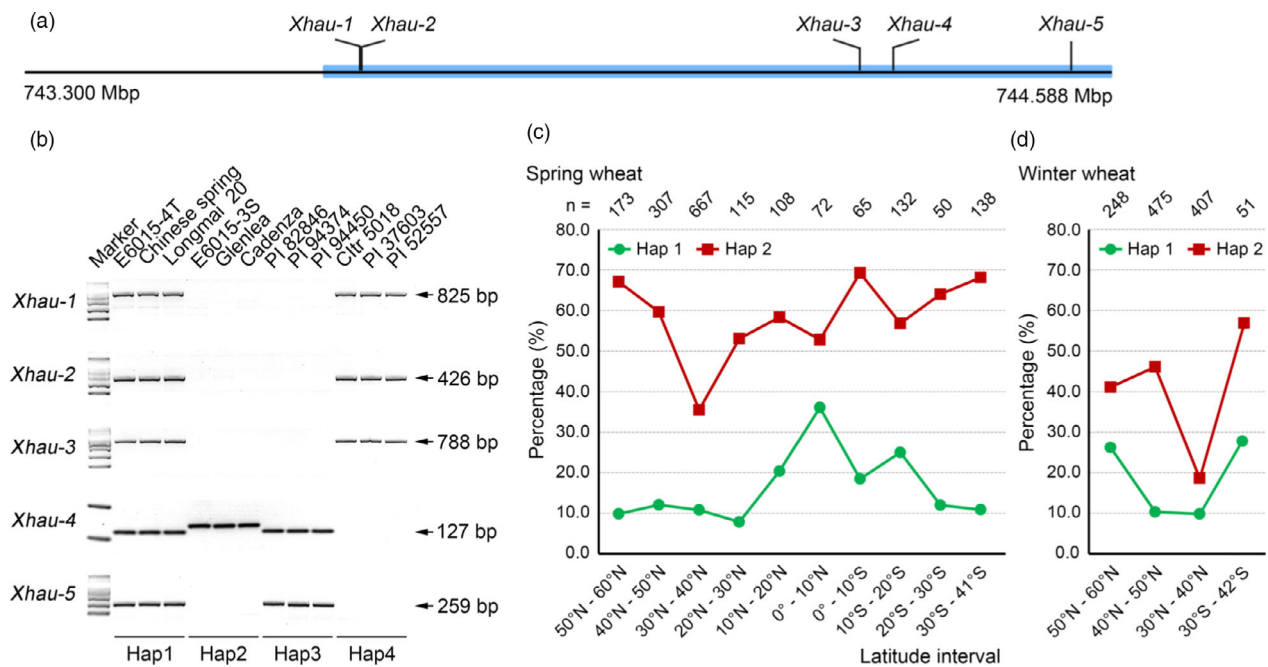 (a)
Xhau-1 Xhau-2 Xhau-3 Xhau-4 Xhau-5
743.300 Mbp 744.588 Mbp
(b)
Marker
E6015-4T
Chinese spring
Longmai 20
E6015-3S
Glenlea
Cadenza
PI 82846
PI 94374
PI 94450
Citr 5018
PI 37603
PI 52557
Xhau-1 825 bp
Xhau-2 426 bp
Xhau-3 788 bp
Xhau-4 127 bp
Xhau-5 259 bp
Hap1 Hap2 Hap3 Hap4
(c)
Spring wheat
n = 173 307 667 115 108 72 65 132 50 138
Hap 1 Hap 2
Percentage (%)
80.0
70.0
60.0
50.0
40.0
30.0
20.0
10.0
0.0
50°N - 60°N
40°N - 50°N
30°N - 40°N
20°N - 30°N
10°N - 20°N
0° - 10°N
0° - 10°S
10°S - 20°S
20°S - 30°S
30°S - 41°S
Latitude interval
(d)
Winter wheat
248 475 407 51
Hap 1 Hap 2
Percentage (%)
80.0
70.0
60.0
50.0
40.0
30.0
20.0
10.0
0.0
50°N - 60°N
40°N - 50°N
30°N - 40°N
30°S - 42°S